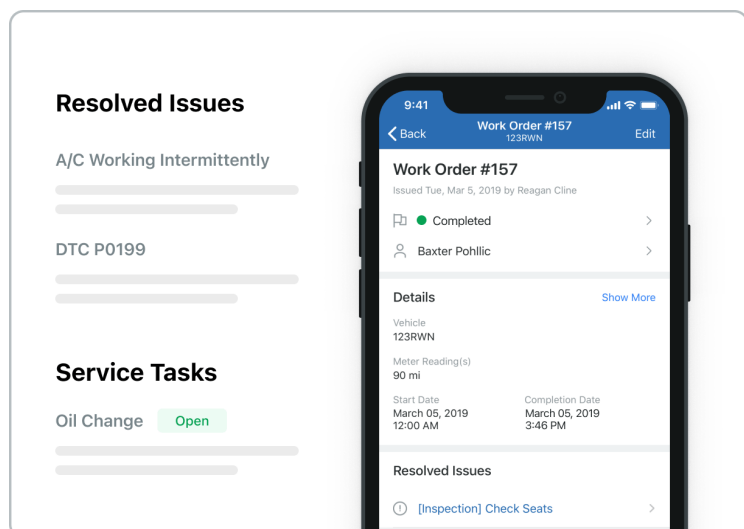 Resolved Issues
A/C Working Intermittently
DTC P0199
Service Tasks
Oil Change Open
9:41
Back Work Order #157 Edit
123RWN
Work Order #157
Issued Tue, Mar 5, 2019 by Reagan Cline
Completed
Baxter Pohllic
Details Show More
Vehicle
123RWN
Meter Reading(s)
90 mi
Start Date Completion Date
March 05, 2019 March 05, 2019
12:00 AM 3:46 PM
Resolved Issues
[Inspection] Check Seats